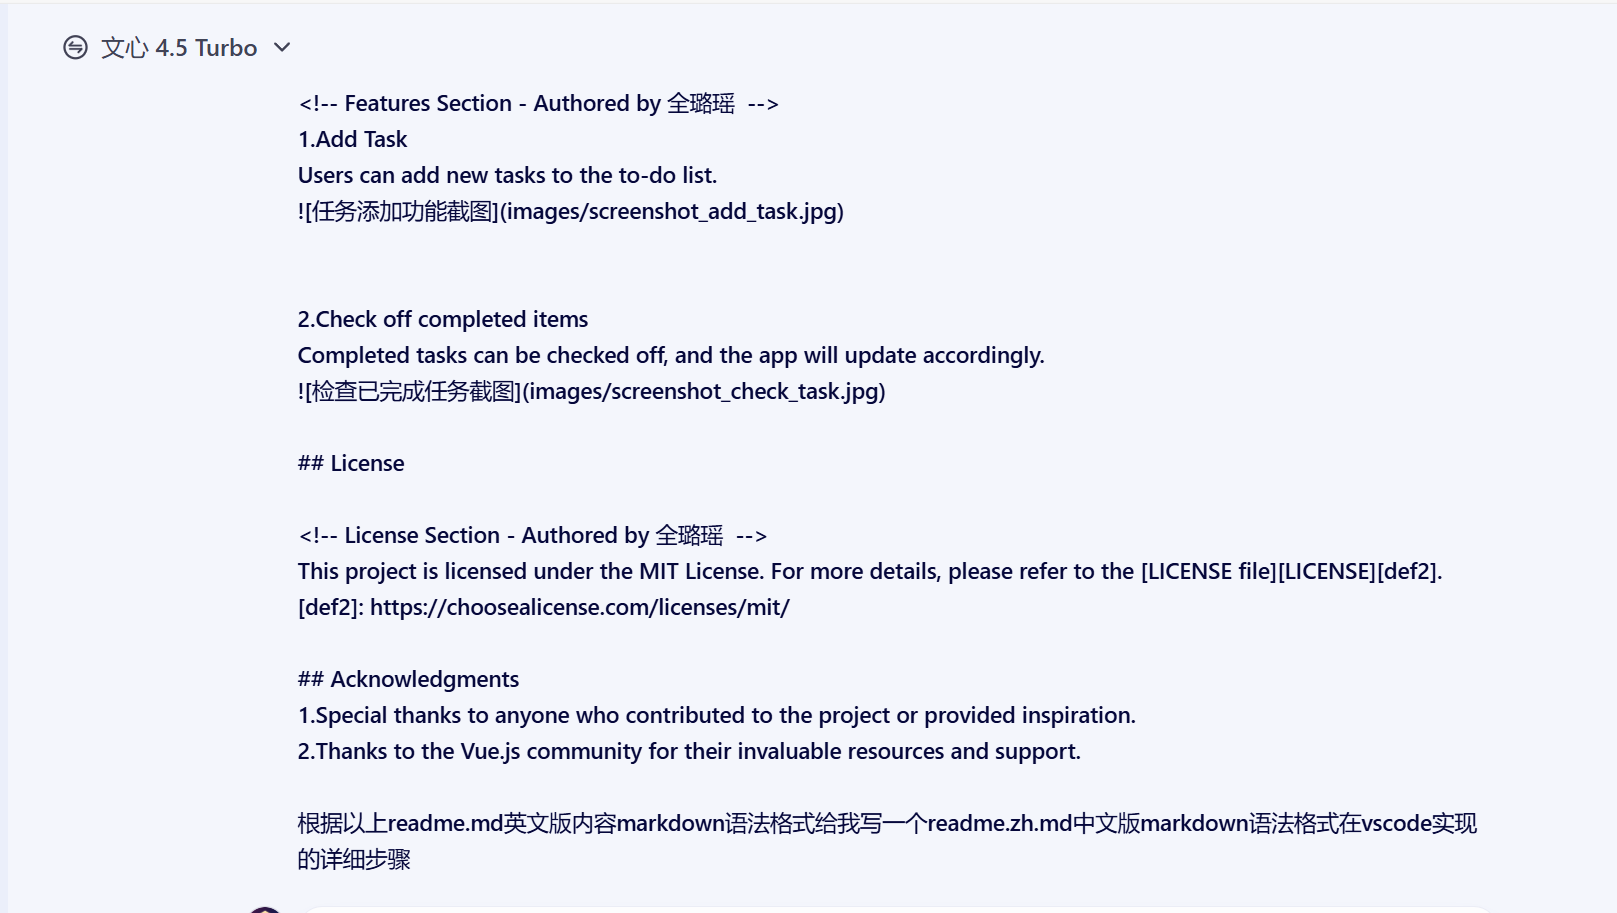 文心 4.5 Turbo
<!-- Features Section - Authored by 全璐瑶  -->
1.Add Task
Users can add new tasks to the to-do list.
![任务添加功能截图](images/screenshot_add_task.jpg)
2.Check off completed items
Completed tasks can be checked off, and the app will update accordingly.
![检查已完成任务截图](images/screenshot_check_task.jpg)
## License
<!-- License Section - Authored by 全璐瑶  -->
This project is licensed under the MIT License. For more details, please refer to the [LICENSE file][LICENSE][def2].
[def2]: https://choosealicense.com/licenses/mit/
## Acknowledgments
1.Special thanks to anyone who contributed to the project or provided inspiration.
2.Thanks to the Vue.js community for their invaluable resources and support.
根据以上readme.md英文版内容markdown语法格式给我写一个readme.zh.md中文版markdown语法格式在vscode实现
的详细步骤